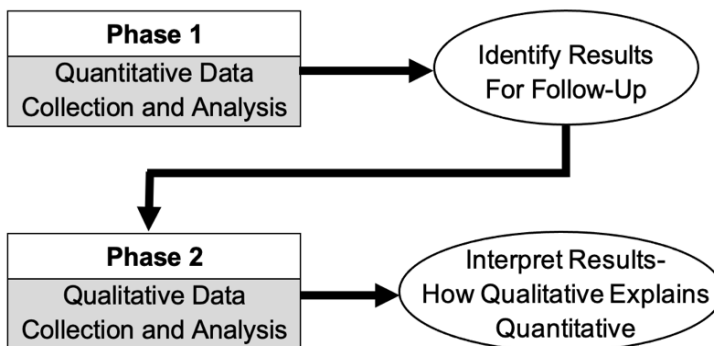 Phase 1
Quantitative Data
Collection and Analysis
Identify Results
For Follow-Up
Phase 2
Qualitative Data
Collection and Analysis
Interpret Results-
How Qualitative Explains
Quantitative